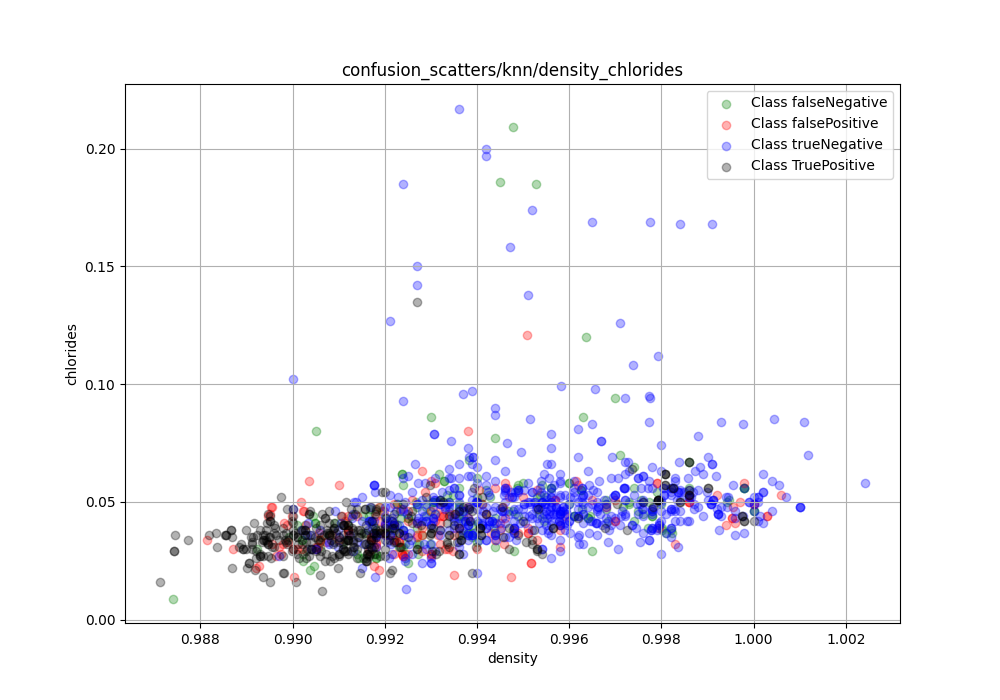 confusion_scatters/knn/density_chlorides
Class falseNegative
Class falsePositive
Class trueNegative
Class TruePositive
0.20
0.15
0.10
0.05
0.00
chlorides
0.988
0.990
0.992
0.994
0.996
0.998
1.000
1.002
density